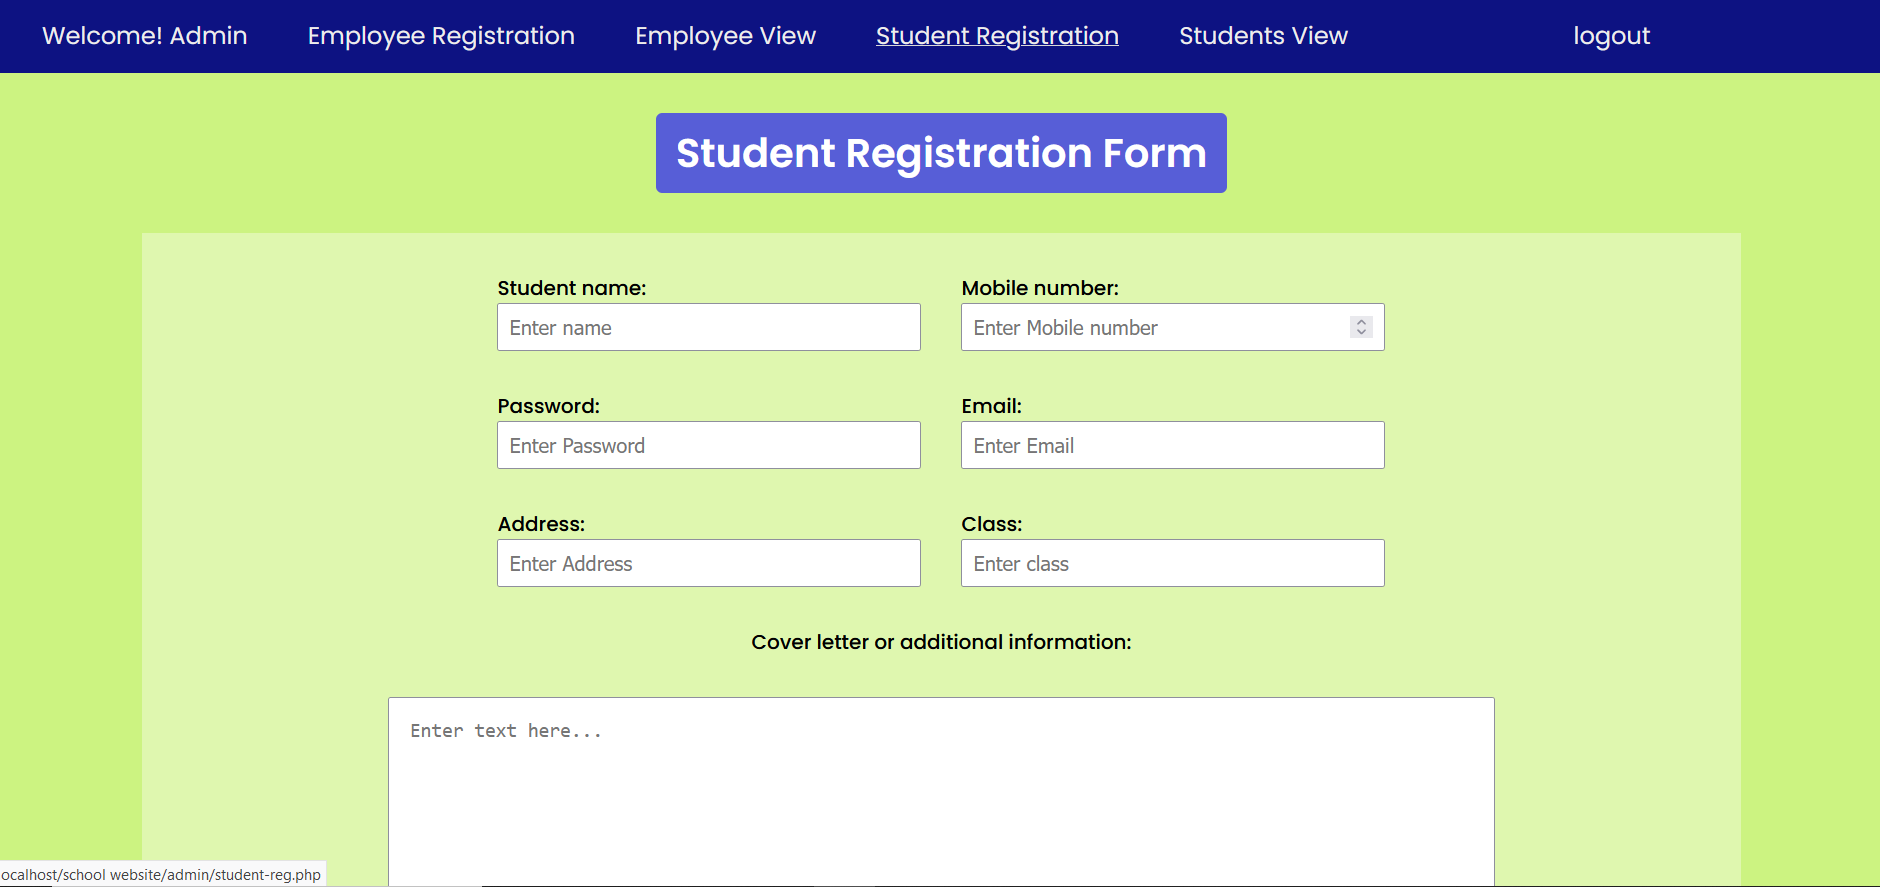 Welcome! Admin Employee Registration Employee View Student Registration Students View logout
Student Registration Form
Student name: Mobile number:
Enter name Enter Mobile number
Password: Email:
Enter Password Enter Email
Address: Class:
Enter Address Enter class
Cover letter or additional information:
Enter text here...
ocalhost/school website/admin/student-reg.php